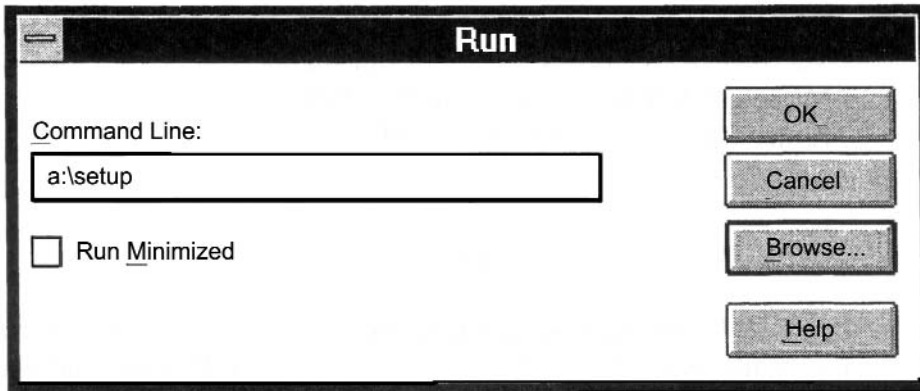 Run
Command Line:
a:\setup
Run Minimized
OK
Cancel
Browse...
Help